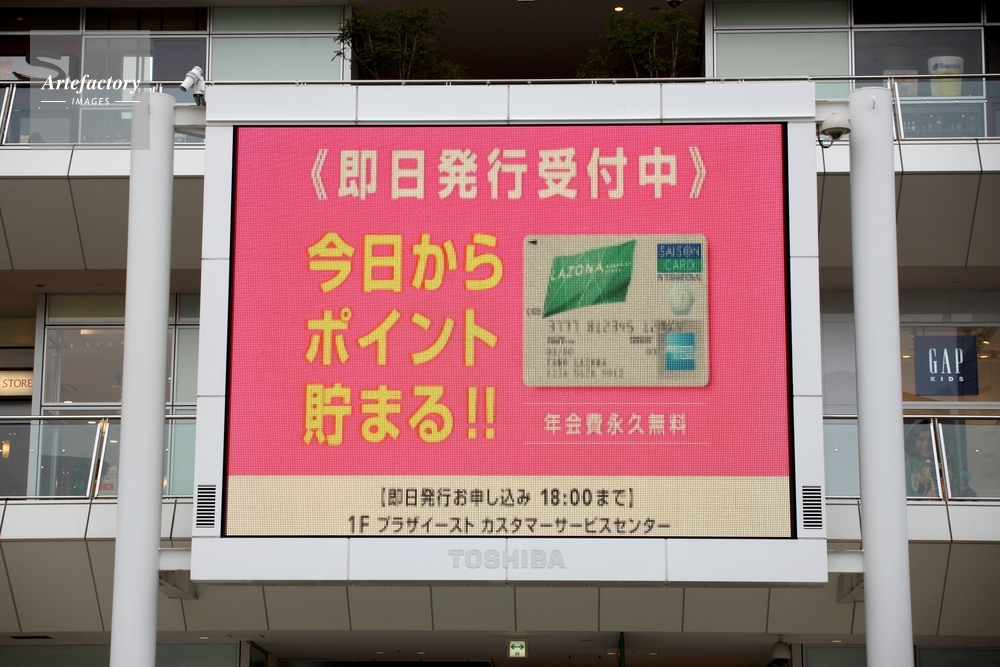 Artefactory
IMAGES
《即日発行受付中》
今日から
ポイント
貯まる!!
LAZONA
SAISON
CARD
INTERNATIONAL
年会費永久無料
【即日発行お申し込み 18:00まで】
1F プラザイースト カスタマーサービスセンター
TOSHIBA
STORE
GAP
KIDS